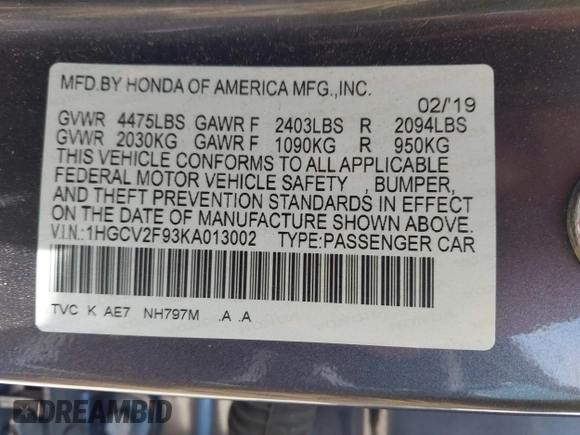 MFD.BY HONDA OF AMERICA MFG.,INC.
02/'19
GVWR 4475LBS GAWR F 2403LBS R 2094LBS
GVWR 2030KG GAWR F 1090KG R 950KG
THIS VEHICLE CONFORMS TO ALL APPLICABLE
FEDERAL MOTOR VEHICLE SAFETY , BUMPER,
AND THEFT PREVENTION STANDARDS IN EFFECT
ON THE DATE OF MANUFACTURE SHOWN ABOVE.
V.I.N.:1HGCV2F93KA013002 TYPE:PASSENGER CAR
TVC K AE7 NH797M .A .A
DREAMBID